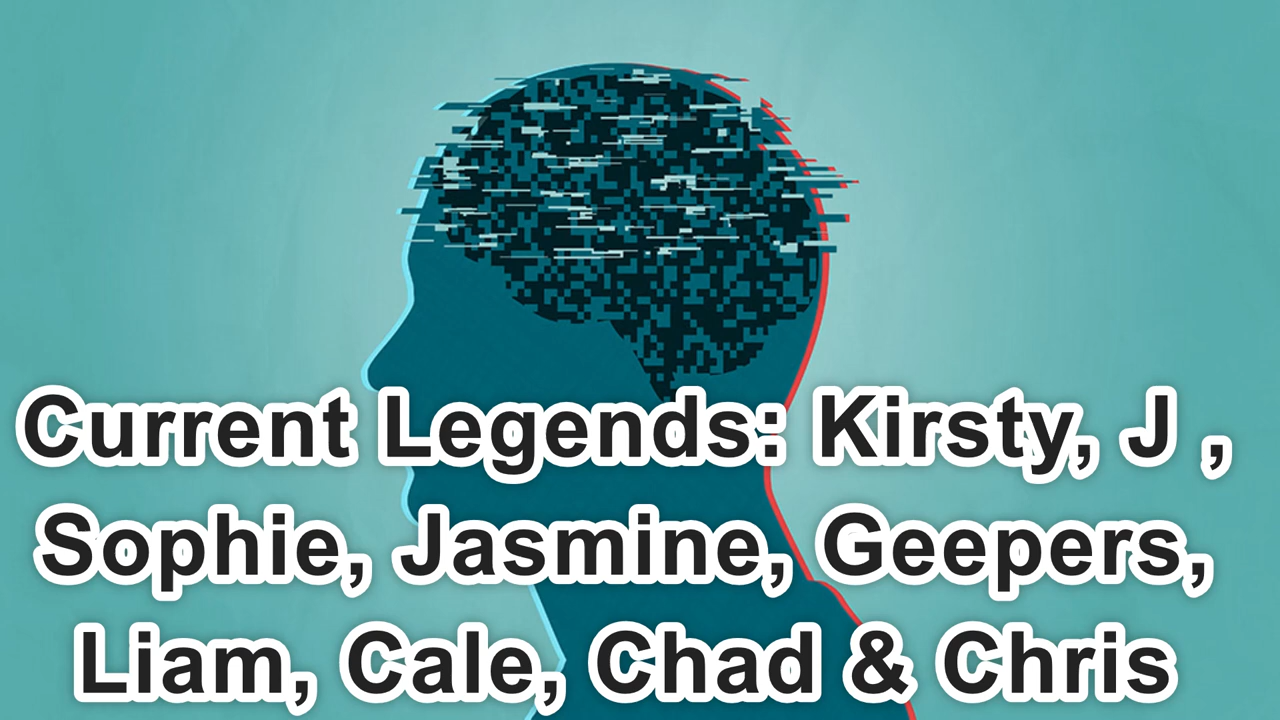 Current Legends: Kirsty, J ,
Sophie, Jasmine, Geepers,
Liam, Cale, Chad & Chris